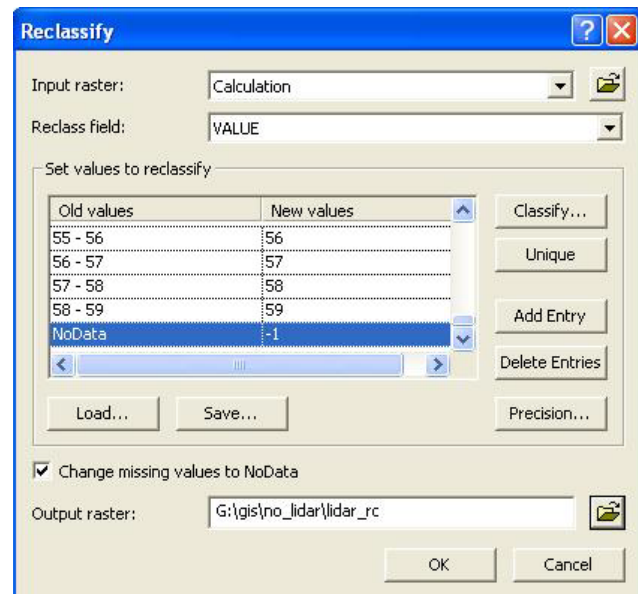 Reclassify
Input raster: Calculation
Reclass field: VALUE
Set values to reclassify
Old values New values Classify...
55 - 56 56
56 - 57 57 Unique
57 - 58 58
58 - 59 59 Add Entry
NoData -1
Delete Entries
Load... Save... Precision...
Change missing values to NoData
Output raster: G:\gis\no_lidar\lidar_rc
OK Cancel